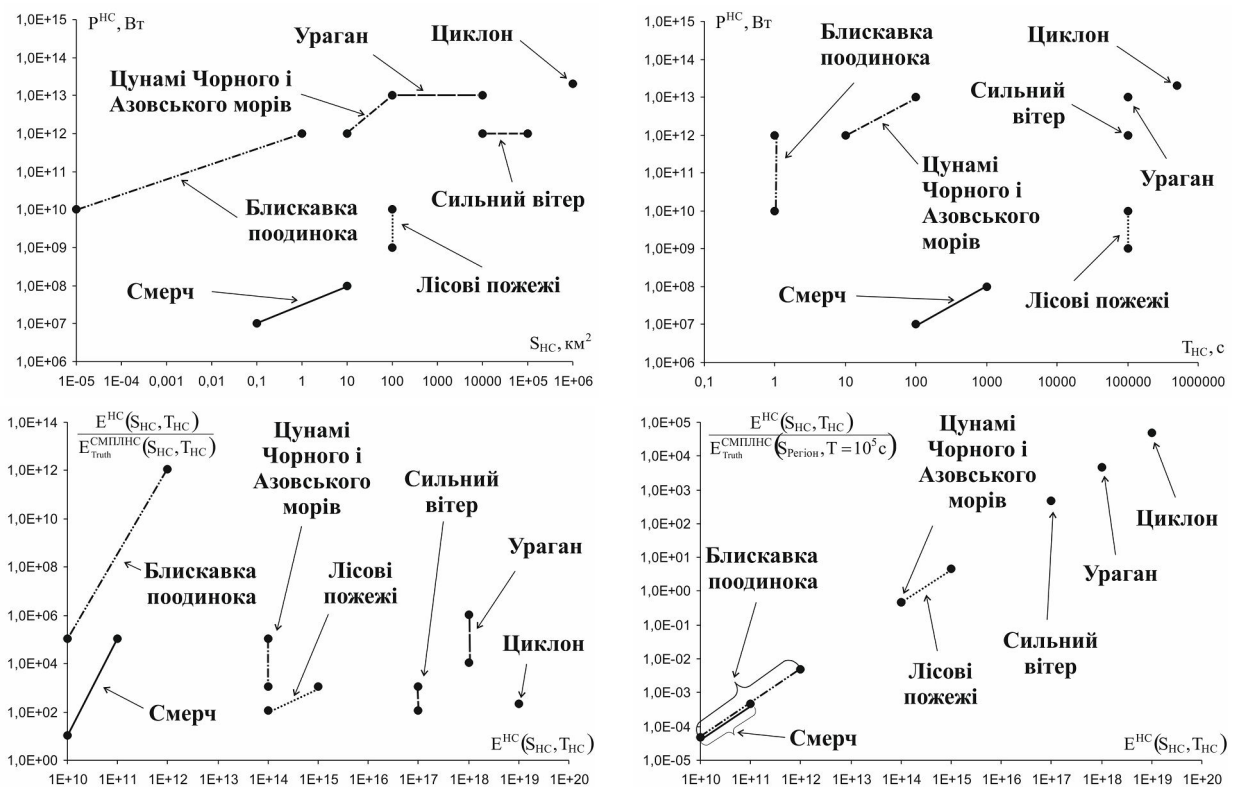 P^НС, Вт
1,0E+15
1,0E+14
1,0E+13
1,0E+12
1,0E+11
1,0E+10
1,0E+09
1,0E+08
1,0E+07
1,0E+06
Ураган
Циклон
Цунамі Чорного і
Азовського морів
Блискавка
поодинока
Сильний вітер
Лісові пожежі
Смерч
S_НС, км²
1E-05 1E-04 0,001 0,01 0,1 1 10 100 1000 10000 1E+05 1E+06
P^НС, Вт
1,0E+15
1,0E+14
1,0E+13
1,0E+12
1,0E+11
1,0E+10
1,0E+09
1,0E+08
1,0E+07
1,0E+06
Блискавка
поодинока
Циклон
Сильний
вітер
Ураган
Цунамі
Чорного і
Азовського
морів
Смерч
Лісові пожежі
T_НС, с
0,1 1 10 100 1000 10000 100000 1000000
E^НС(S_НС, T_НС)
E_Truth^СМПЛНС(S_НС, T_НС)
1,0E+14
1,0E+12
1,0E+10
1,0E+08
1,0E+06
1,0E+04
1,0E+02
1,0E+00
Цунамі
Чорного і
Азовського
морів
Сильний
вітер
Ураган
Блискавка
поодинока
Лісові
пожежі
Циклон
Смерч
E^НС(S_НС, T_НС)
1E+10 1E+11 1E+12 1E+13 1E+14 1E+15 1E+16 1E+17 1E+18 1E+19 1E+20
E^НС(S_НС, T_НС)
E_Truth^СМПЛНС(S_Регіон, T = 10⁵ с)
1,0E+05
1,0E+04
1,0E+03
1,0E+02
1,0E+01
1,0E+00
1,0E-01
1,0E-02
1,0E-03
1,0E-04
1,0E-05
Цунамі
Чорного і
Азовського
морів
Циклон
Блискавка
поодинока
Ураган
Сильний
вітер
Лісові
пожежі
Смерч
E^НС(S_НС, T_НС)
1E+10 1E+11 1E+12 1E+13 1E+14 1E+15 1E+16 1E+17 1E+18 1E+19 1E+20